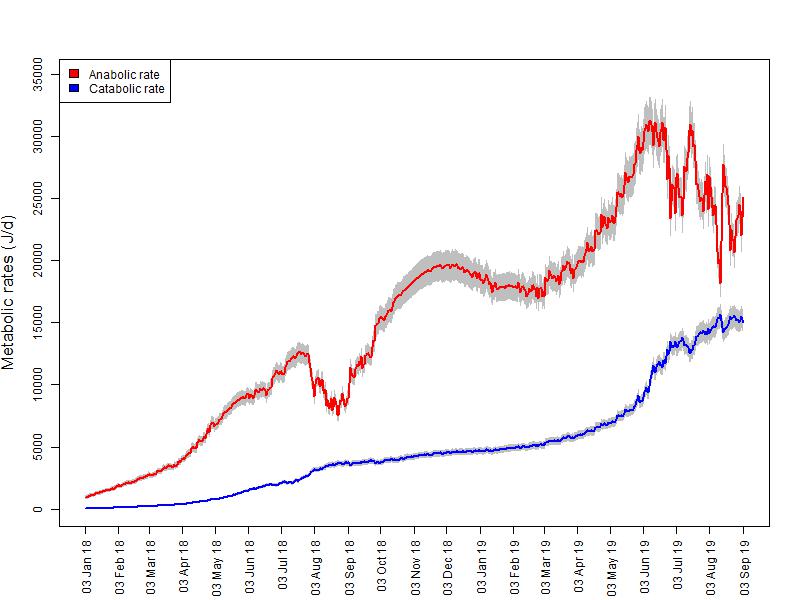 Anabolic rate
Catabolic rate
Metabolic rates (J/d)
35000
30000
25000
20000
15000
10000
5000
0
03 Jan 18
03 Feb 18
03 Mar 18
03 Apr 18
03 May 18
03 Jun 18
03 Jul 18
03 Aug 18
03 Sep 18
03 Oct 18
03 Nov 18
03 Dec 18
03 Jan 19
03 Feb 19
03 Mar 19
03 Apr 19
03 May 19
03 Jun 19
03 Jul 19
03 Aug 19
03 Sep 19